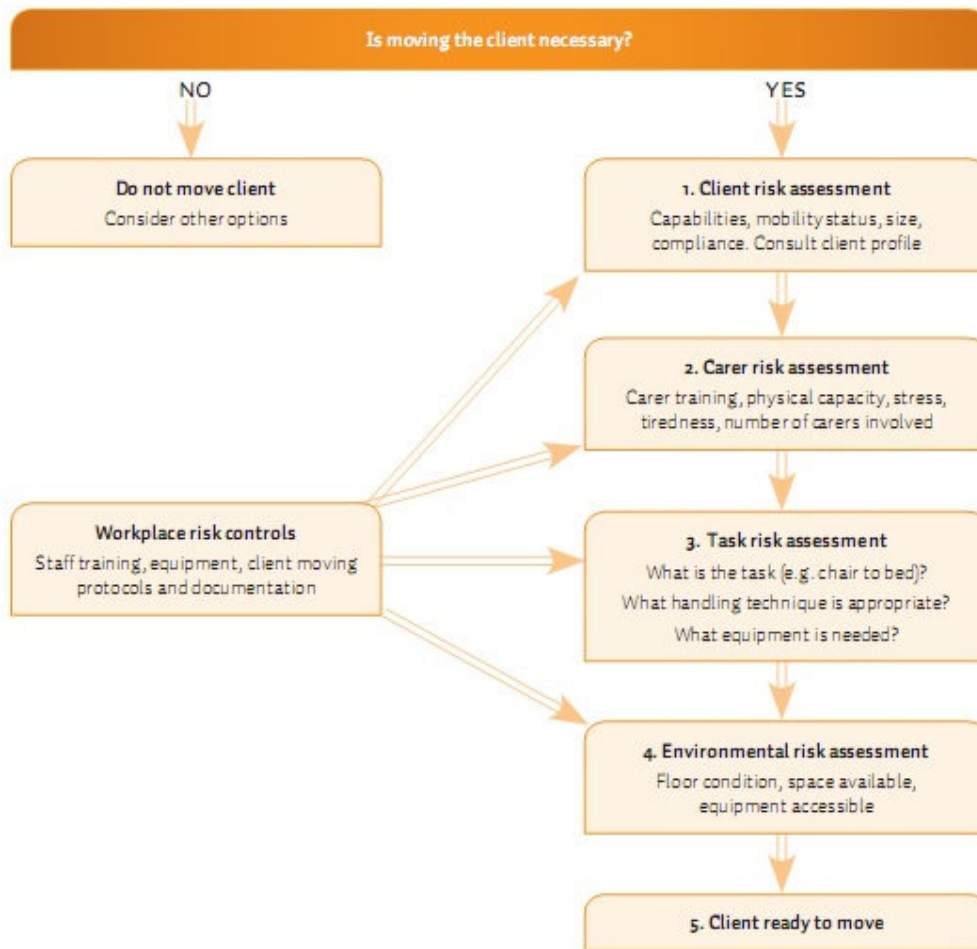 Is moving the client necessary?
NO
YES
Do not move client
Consider other options
1. Client risk assessment
Capabilities, mobility status, size,
compliance. Consult client profile
2. Carer risk assessment
Carer training, physical capacity, stress,
tiredness, number of carers involved
Workplace risk controls
Staff training, equipment, client moving
protocols and documentation
3. Task risk assessment
What is the task (e.g. chair to bed)?
What handling technique is appropriate?
What equipment is needed?
4. Environmental risk assessment
Floor condition, space available,
equipment accessible
5. Client ready to move